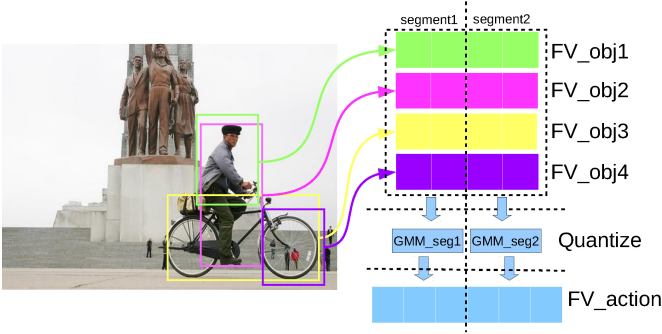 segment1 segment2
FV_obj1
FV_obj2
FV_obj3
FV_obj4
GMM_seg1 GMM_seg2 Quantize
FV_action